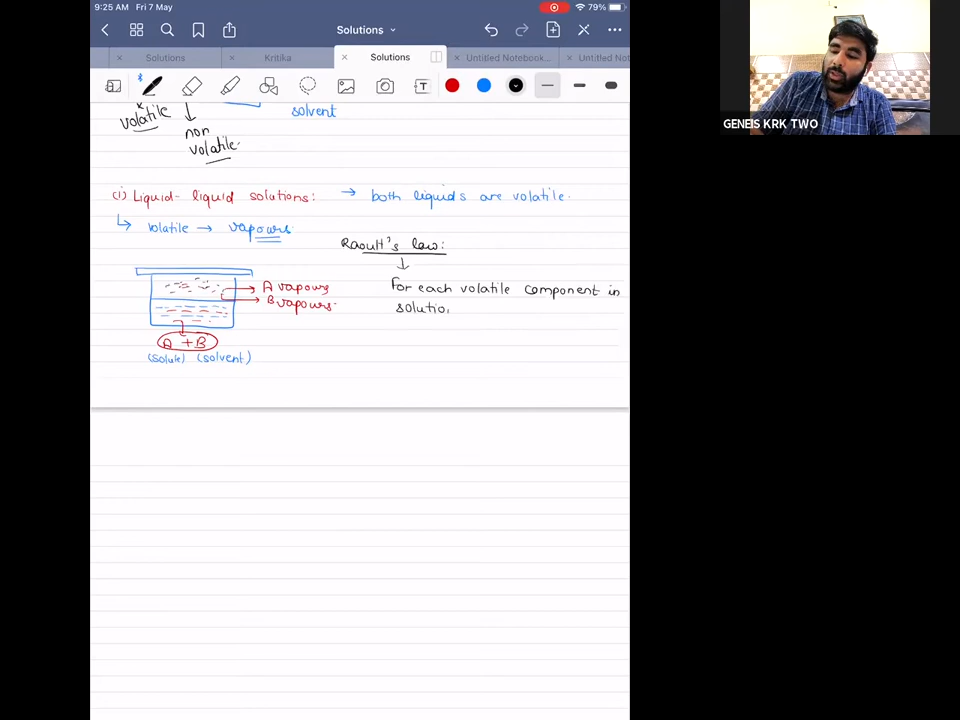 9:25 AM Fri 7 May
79%
Solutions
Solutions
Kritika
Solutions
Untitled Notebook...
Untitled Not
T
volatile
solvent
non
volatile
GENEIS KRK TWO
(i) Liquid-liquid solutions: → both liquids are volatile.
volatile → vapours
Raoult's law:
A vapours
B vapours
For each volatile component in
solution
A + B
(solute) (solvent)